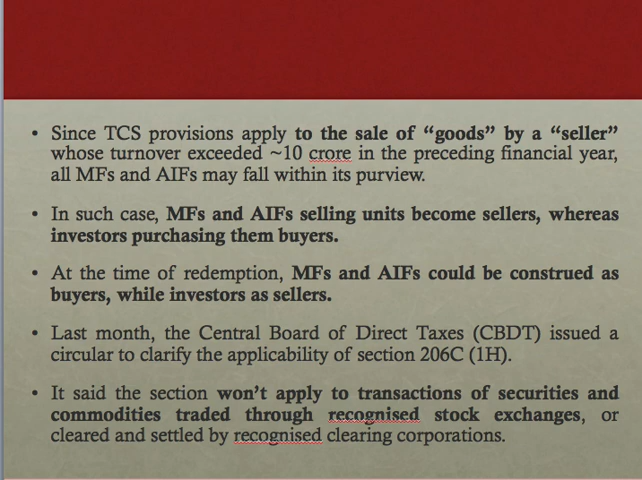 • Since TCS provisions apply to the sale of “goods” by a “seller”
whose turnover exceeded ~10 crore in the preceding financial year,
all MFs and AIFs may fall within its purview.
• In such case, MFs and AIFs selling units become sellers, whereas
investors purchasing them buyers.
• At the time of redemption, MFs and AIFs could be construed as
buyers, while investors as sellers.
• Last month, the Central Board of Direct Taxes (CBDT) issued a
circular to clarify the applicability of section 206C (1H).
• It said the section won’t apply to transactions of securities and
commodities traded through recognised stock exchanges, or
cleared and settled by recognised clearing corporations.